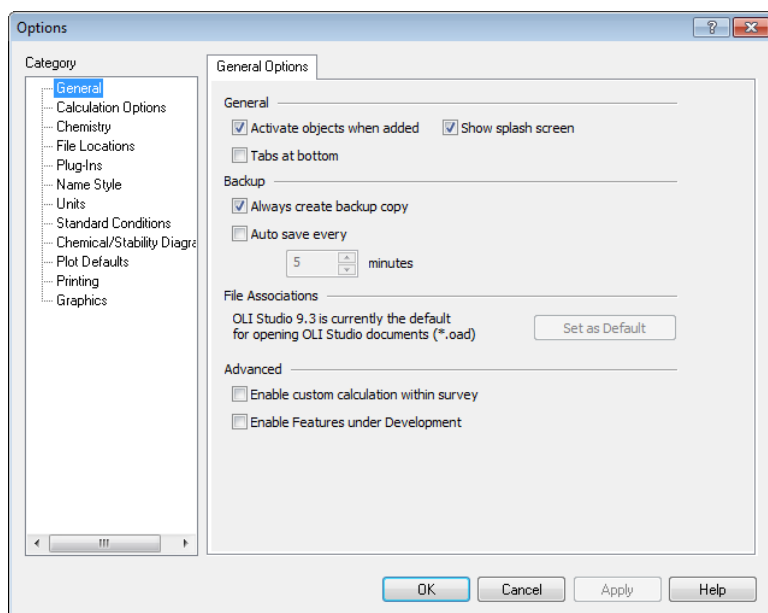 Options
Category
General
Calculation Options
Chemistry
File Locations
Plug-Ins
Name Style
Units
Standard Conditions
Chemical/Stability Diagra
Plot Defaults
Printing
Graphics
General Options
General
Activate objects when added
Show splash screen
Tabs at bottom
Backup
Always create backup copy
Auto save every
5
minutes
File Associations
OLI Studio 9.3 is currently the default
for opening OLI Studio documents (*.oad)
Set as Default
Advanced
Enable custom calculation within survey
Enable Features under Development
OK
Cancel
Apply
Help